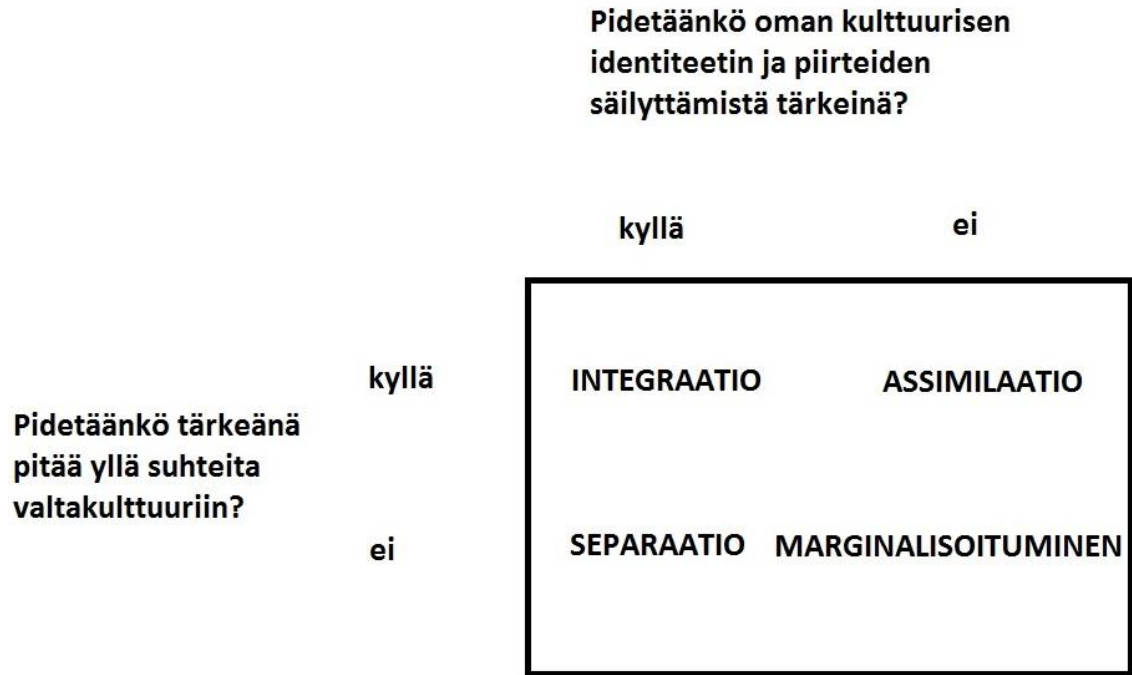 Pidetäänkö oman kulttuurisen
identiteetin ja piirteiden
säilyttämistä tärkeinä?
kyllä ei
kyllä INTEGRAATIO ASSIMILAATIO
Pidetäänkö tärkeänä
pitää yllä suhteita
valtakulttuuriin?
ei SEPARAATIO MARGINALISOITUMINEN